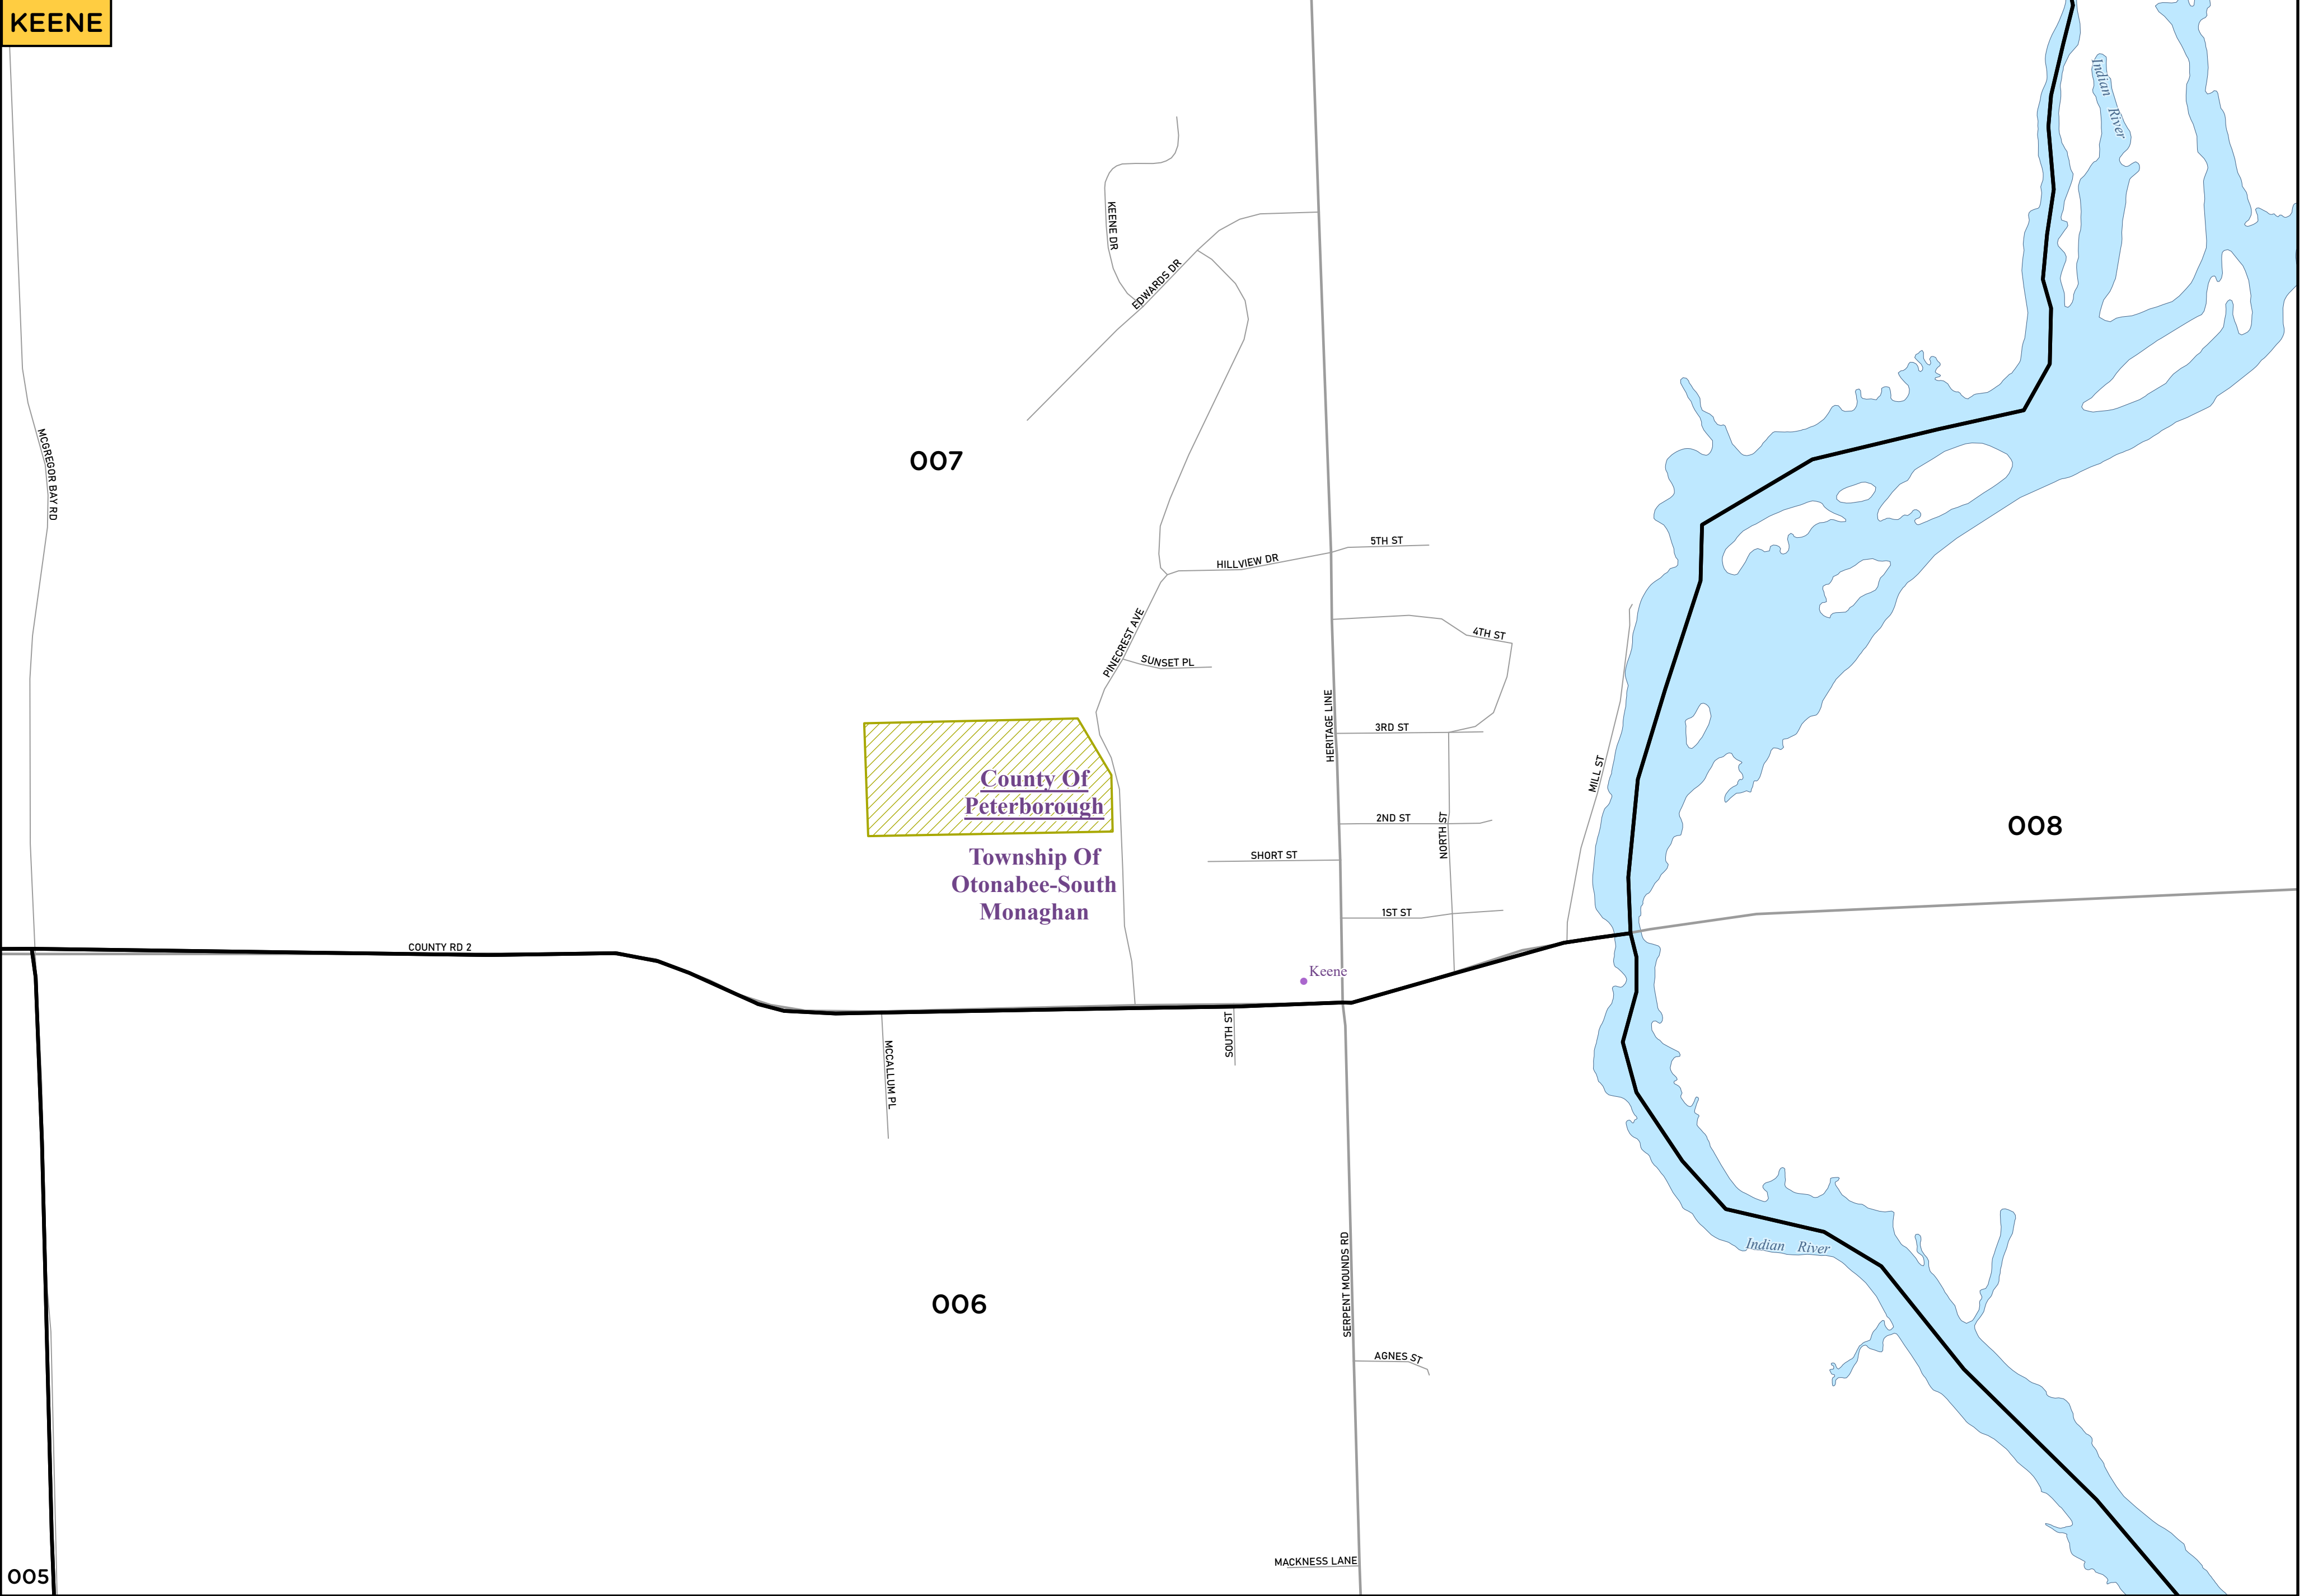 KEENE
Indian River
KEENE DR
EDWARDS DR
MCGREGOR BAY RD
007
5TH ST
HILLVIEW DR
PINECREST AVE
4TH ST
SUNSET PL
HERITAGE LINE
3RD ST
MILL ST
County Of
Peterborough
2ND ST
NORTH ST
008
Township Of
Otonabee-South
Monaghan
SHORT ST
1ST ST
COUNTY RD 2
Keene
SOUTH ST
MCCALLUM PL
Indian River
SERPENT MOUNDS RD
006
AGNES ST
MACKNESS LANE
005